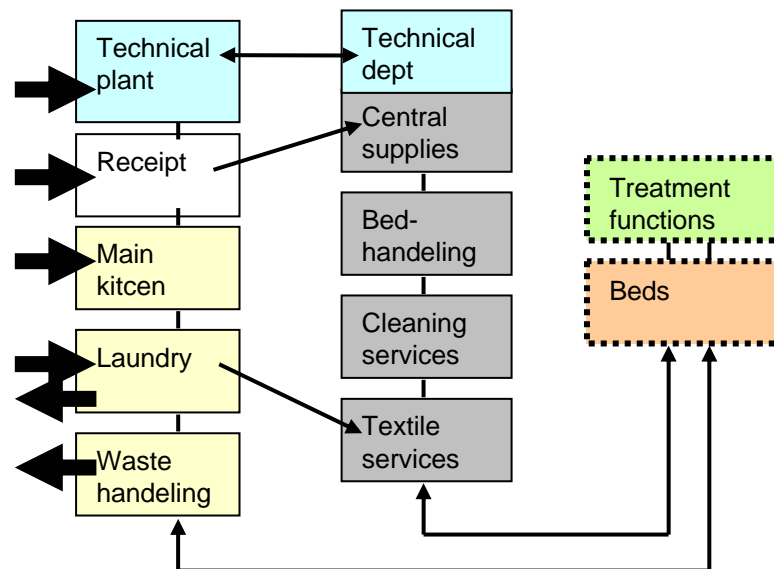 Technical
plant
Receipt
Main
kitcen
Laundry
Waste
handeling
Technical
dept
Central
supplies
Bed-
handeling
Cleaning
services
Textile
services
Treatment
functions
Beds